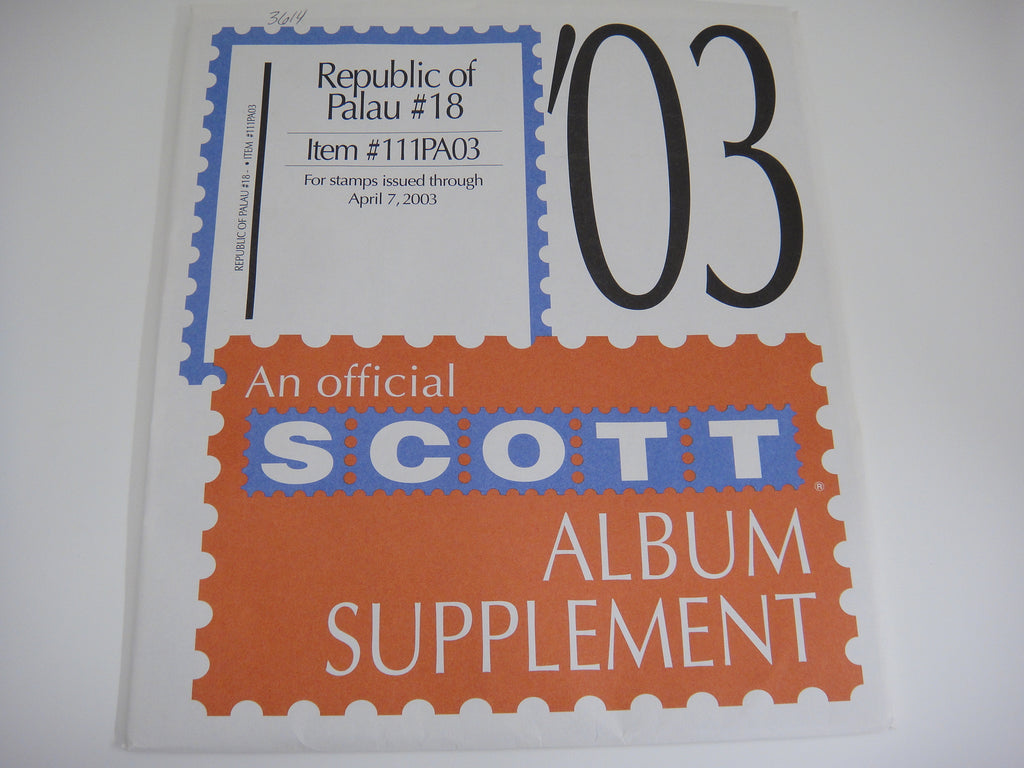 3614
'03
Republic of
Palau #18
Item #111PA03
For stamps issued through
April 7, 2003
REPUBLIC OF PALAU #18 - • ITEM #111PA03
An official
SCOTT
®
ALBUM
SUPPLEMENT